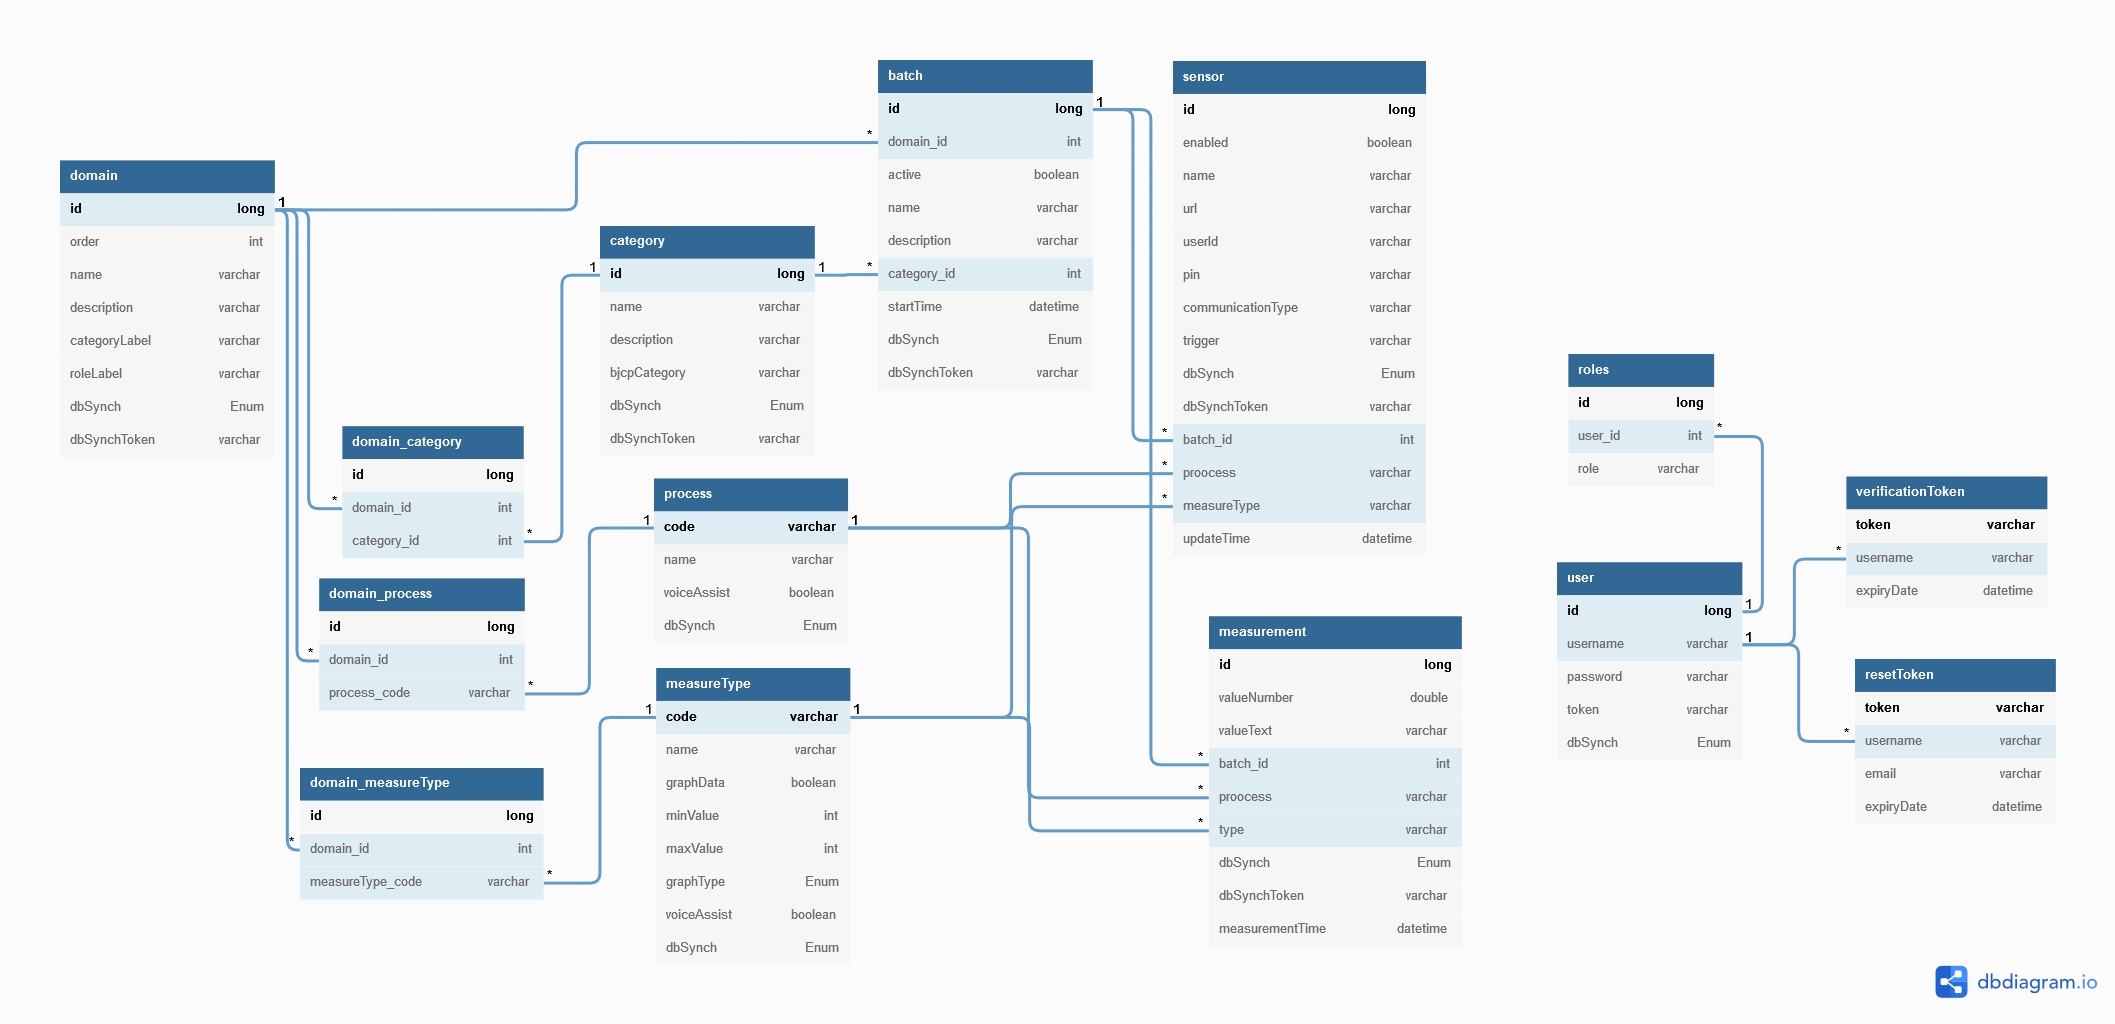 domain
id long
order int
name varchar
description varchar
categoryLabel varchar
roleLabel varchar
dbSynch Enum
dbSynchToken varchar
1
domain_category
id long
domain_id int
category_id int
*
*
domain_process
id long
domain_id int
process_code varchar
*
*
domain_measureType
id long
domain_id int
measureType_code varchar
*
*
category
1 id long 1
name varchar
description varchar
bjcpCategory varchar
dbSynch Enum
dbSynchToken varchar
process
1 code varchar 1
name varchar
voiceAssist boolean
dbSynch Enum
measureType
1 code varchar 1
name varchar
graphData boolean
minValue int
maxValue int
graphType Enum
voiceAssist boolean
dbSynch Enum
batch
id long 1
* domain_id int
active boolean
name varchar
description varchar
* category_id int
startTime datetime
dbSynch Enum
dbSynchToken varchar
sensor
id long
enabled boolean
name varchar
url varchar
userId varchar
pin varchar
communicationType varchar
trigger varchar
dbSynch Enum
dbSynchToken varchar
* batch_id int
* proocess varchar
* measureType varchar
updateTime datetime
measurement
id long
valueNumber double
valueText varchar
* batch_id int
* proocess varchar
* type varchar
dbSynch Enum
dbSynchToken varchar
measurementTime datetime
roles
id long
user_id int *
role varchar
user
id long 1
username varchar 1
password varchar
token varchar
dbSynch Enum
verificationToken
token varchar
* username varchar
expiryDate datetime
resetToken
token varchar
* username varchar
email varchar
expiryDate datetime
dbdiagram.io